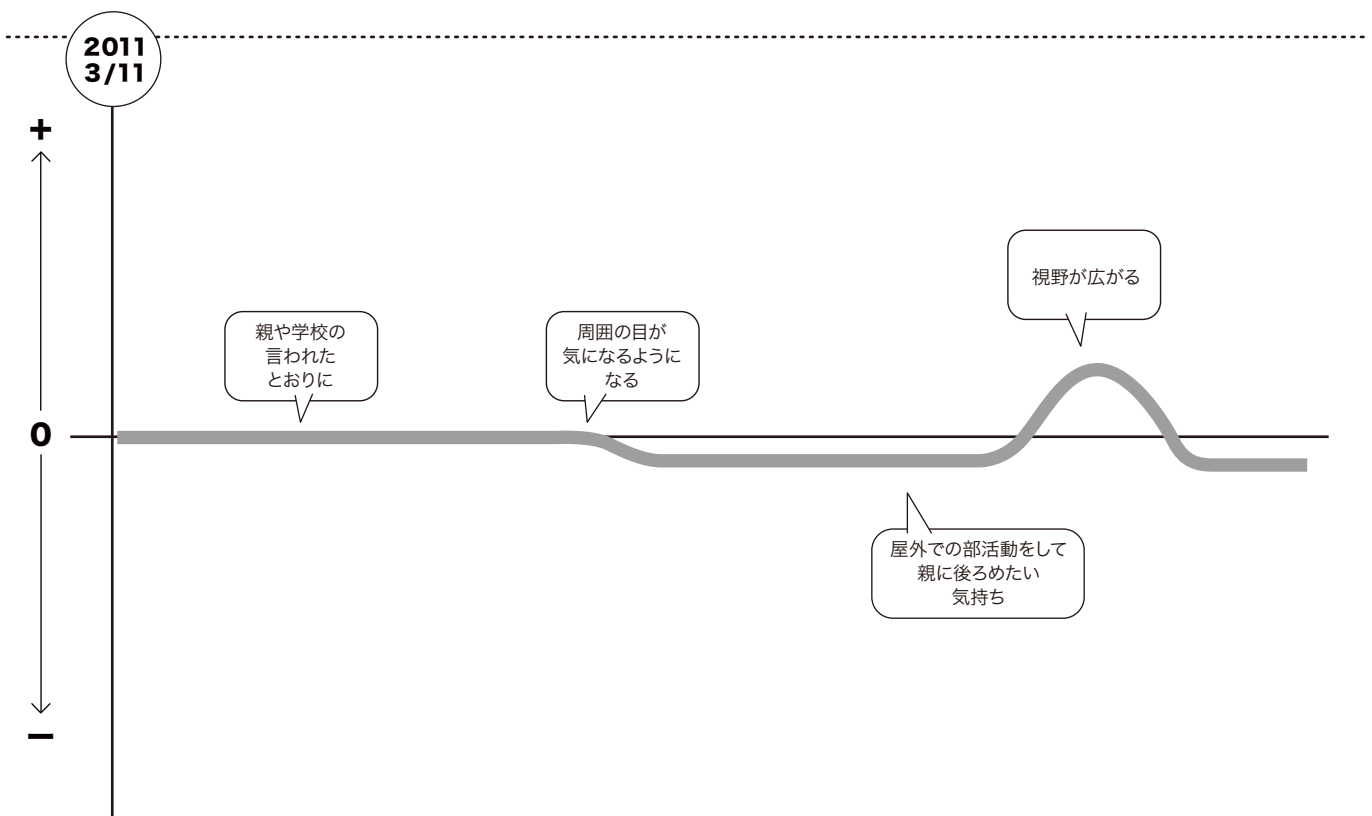 2011
3/11
+
0
−
親や学校の
言われた
とおりに
周囲の目が
気になるように
なる
屋外での部活動をして
親に後ろめたい
気持ち
視野が広がる